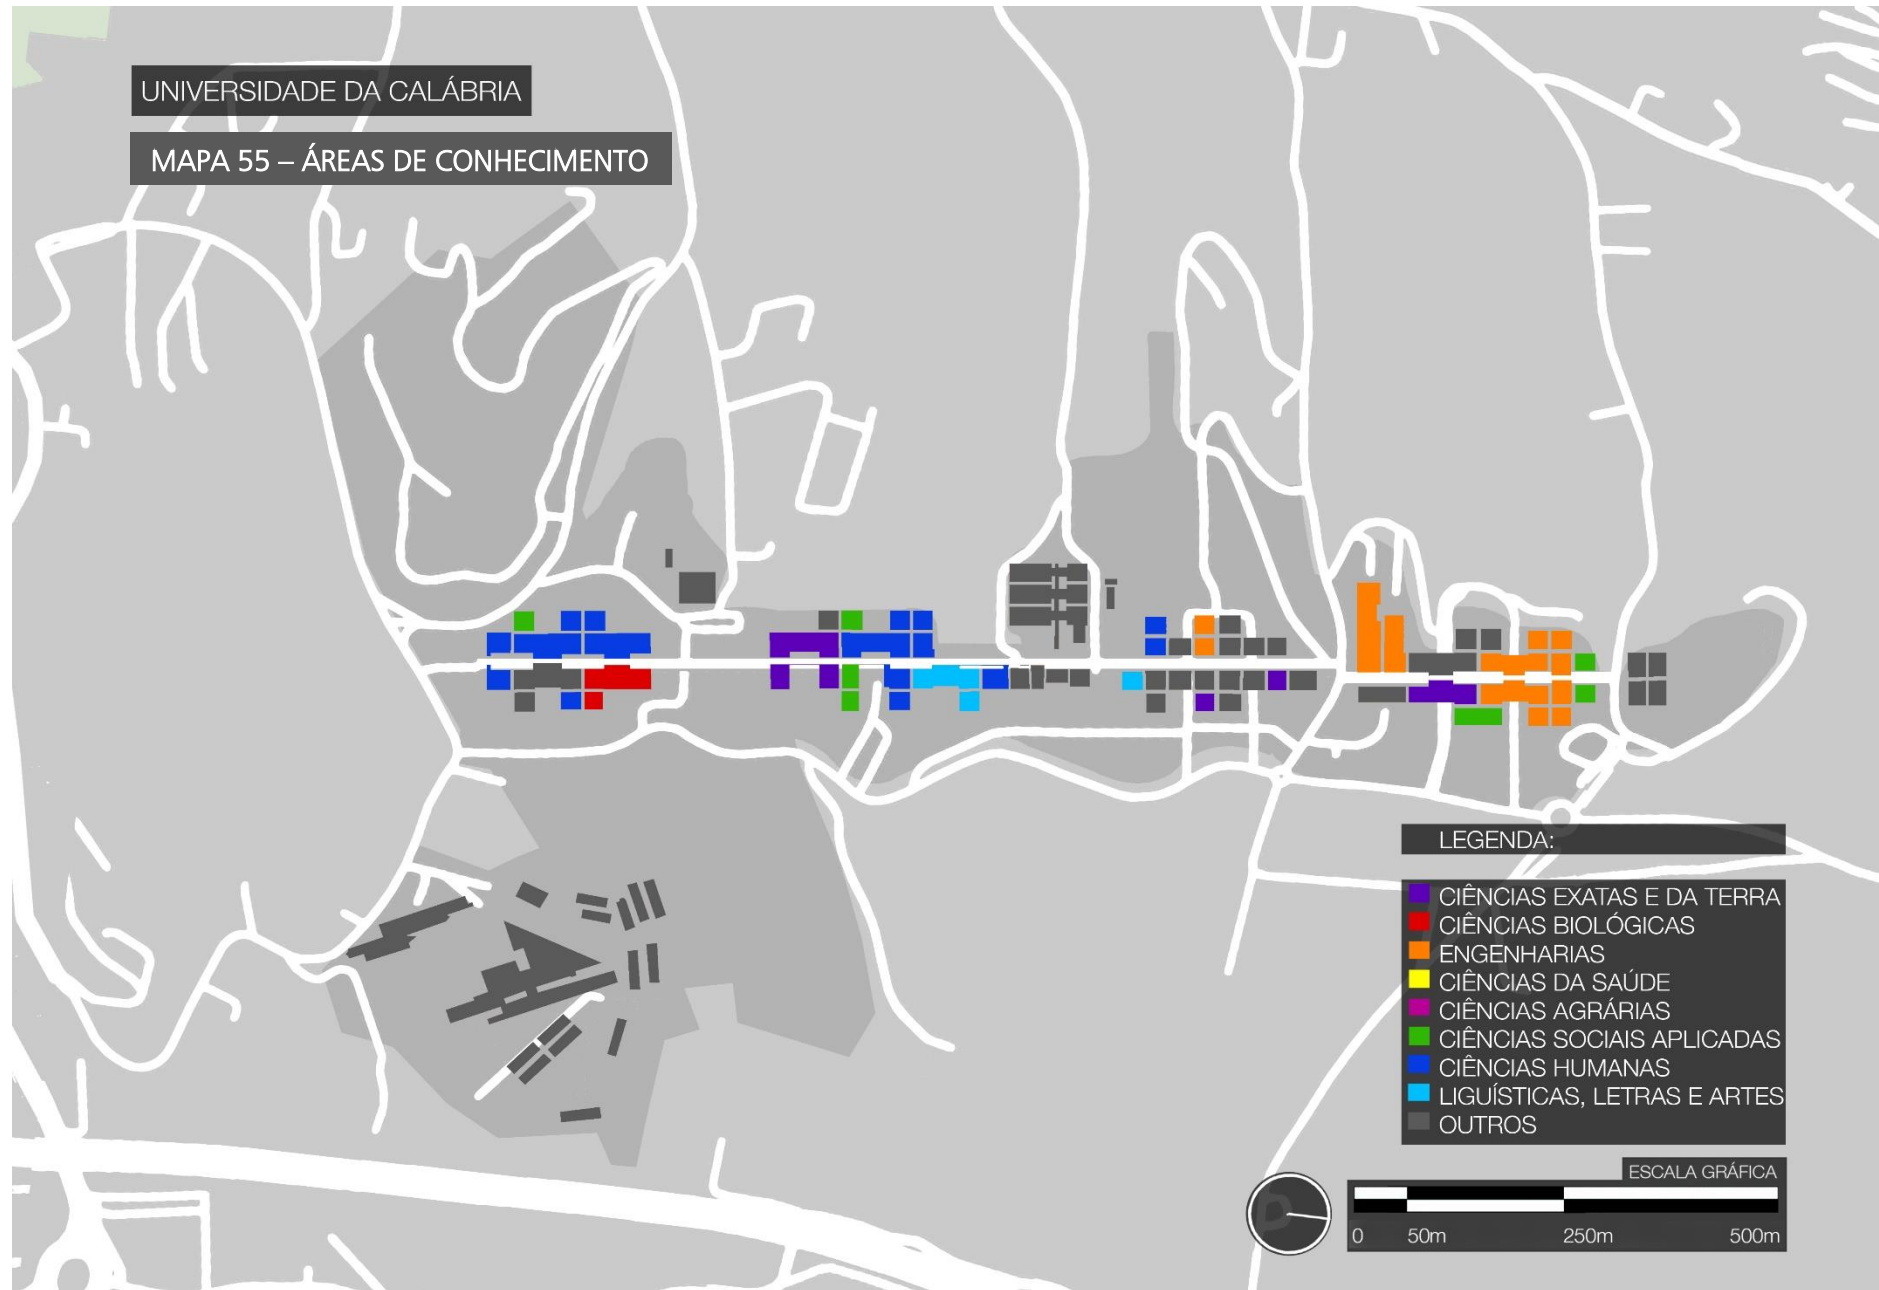 UNIVERSIDADE DA CALÁBRIA
MAPA 55 – ÁREAS DE CONHECIMENTO
LEGENDA:
CIÊNCIAS EXATAS E DA TERRA
CIÊNCIAS BIOLÓGICAS
ENGENHARIAS
CIÊNCIAS DA SAÚDE
CIÊNCIAS AGRÁRIAS
CIÊNCIAS SOCIAIS APLICADAS
CIÊNCIAS HUMANAS
LIGUÍSTICAS, LETRAS E ARTES
OUTROS
ESCALA GRÁFICA
0 50m 250m 500m